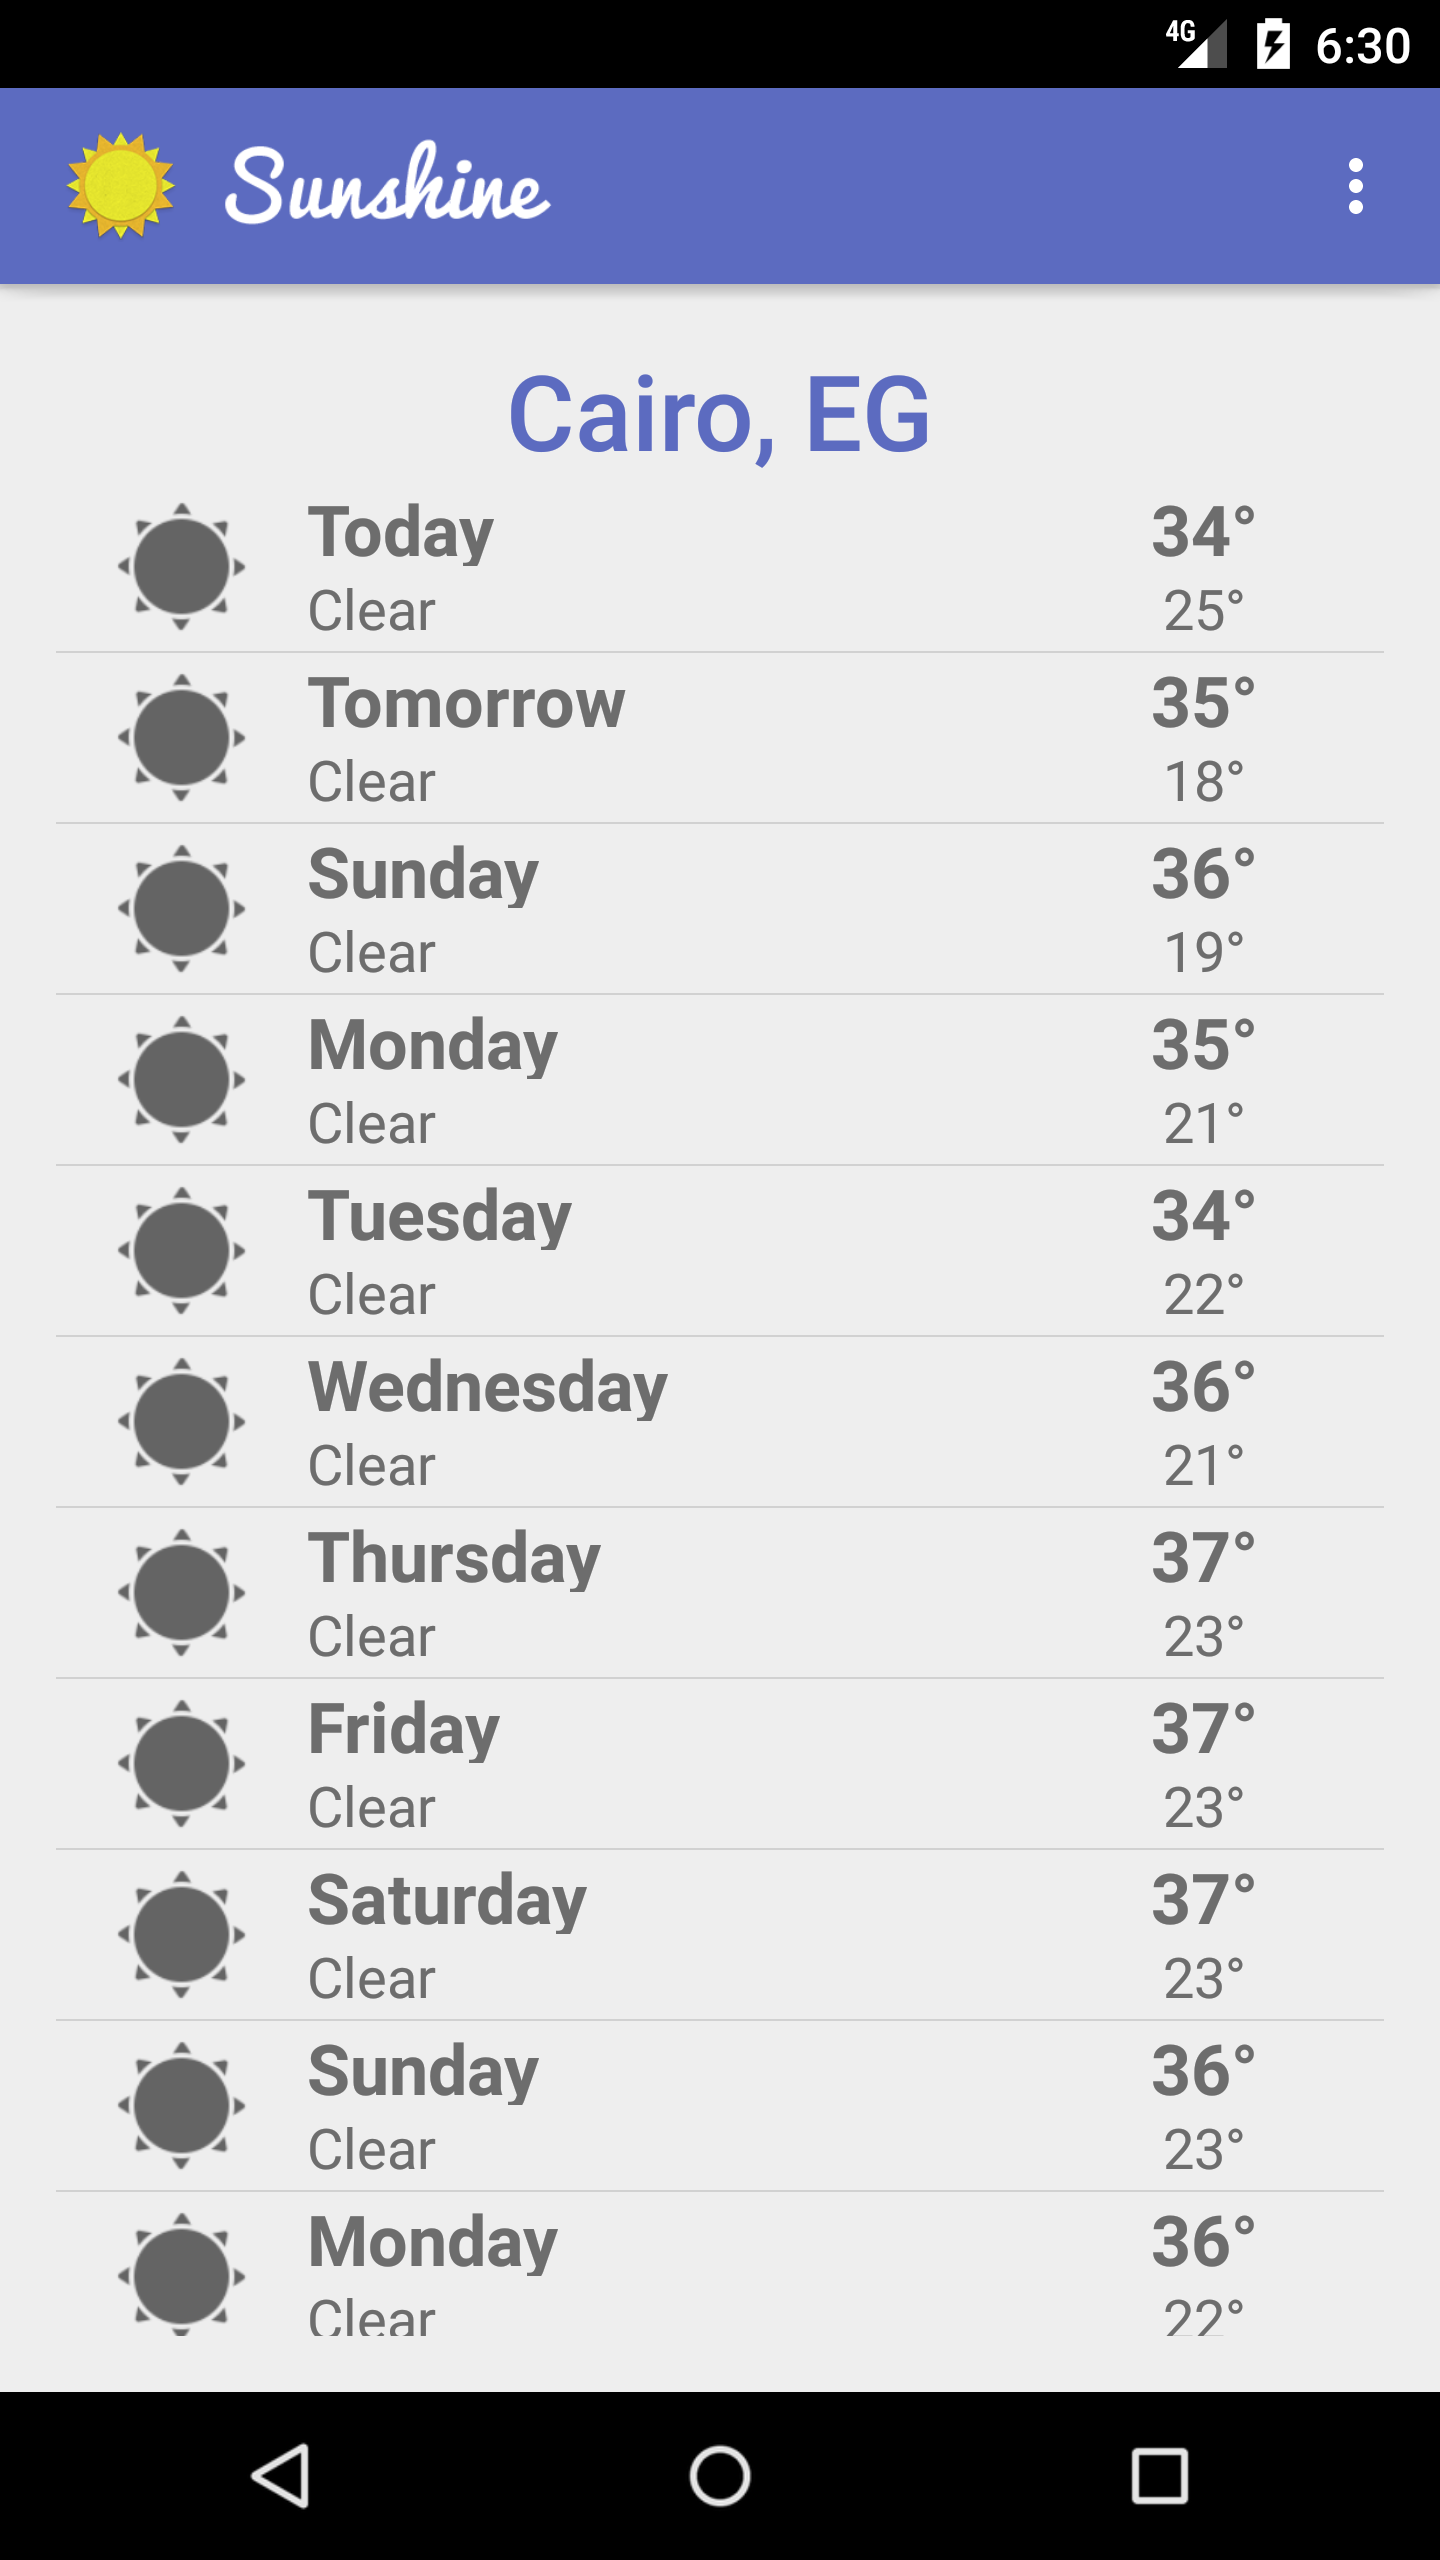 4G 6:30
Sunshine
Cairo, EG
Today 34°
Clear 25°
Tomorrow 35°
Clear 18°
Sunday 36°
Clear 19°
Monday 35°
Clear 21°
Tuesday 34°
Clear 22°
Wednesday 36°
Clear 21°
Thursday 37°
Clear 23°
Friday 37°
Clear 23°
Saturday 37°
Clear 23°
Sunday 36°
Clear 23°
Monday 36°
Clear 22°